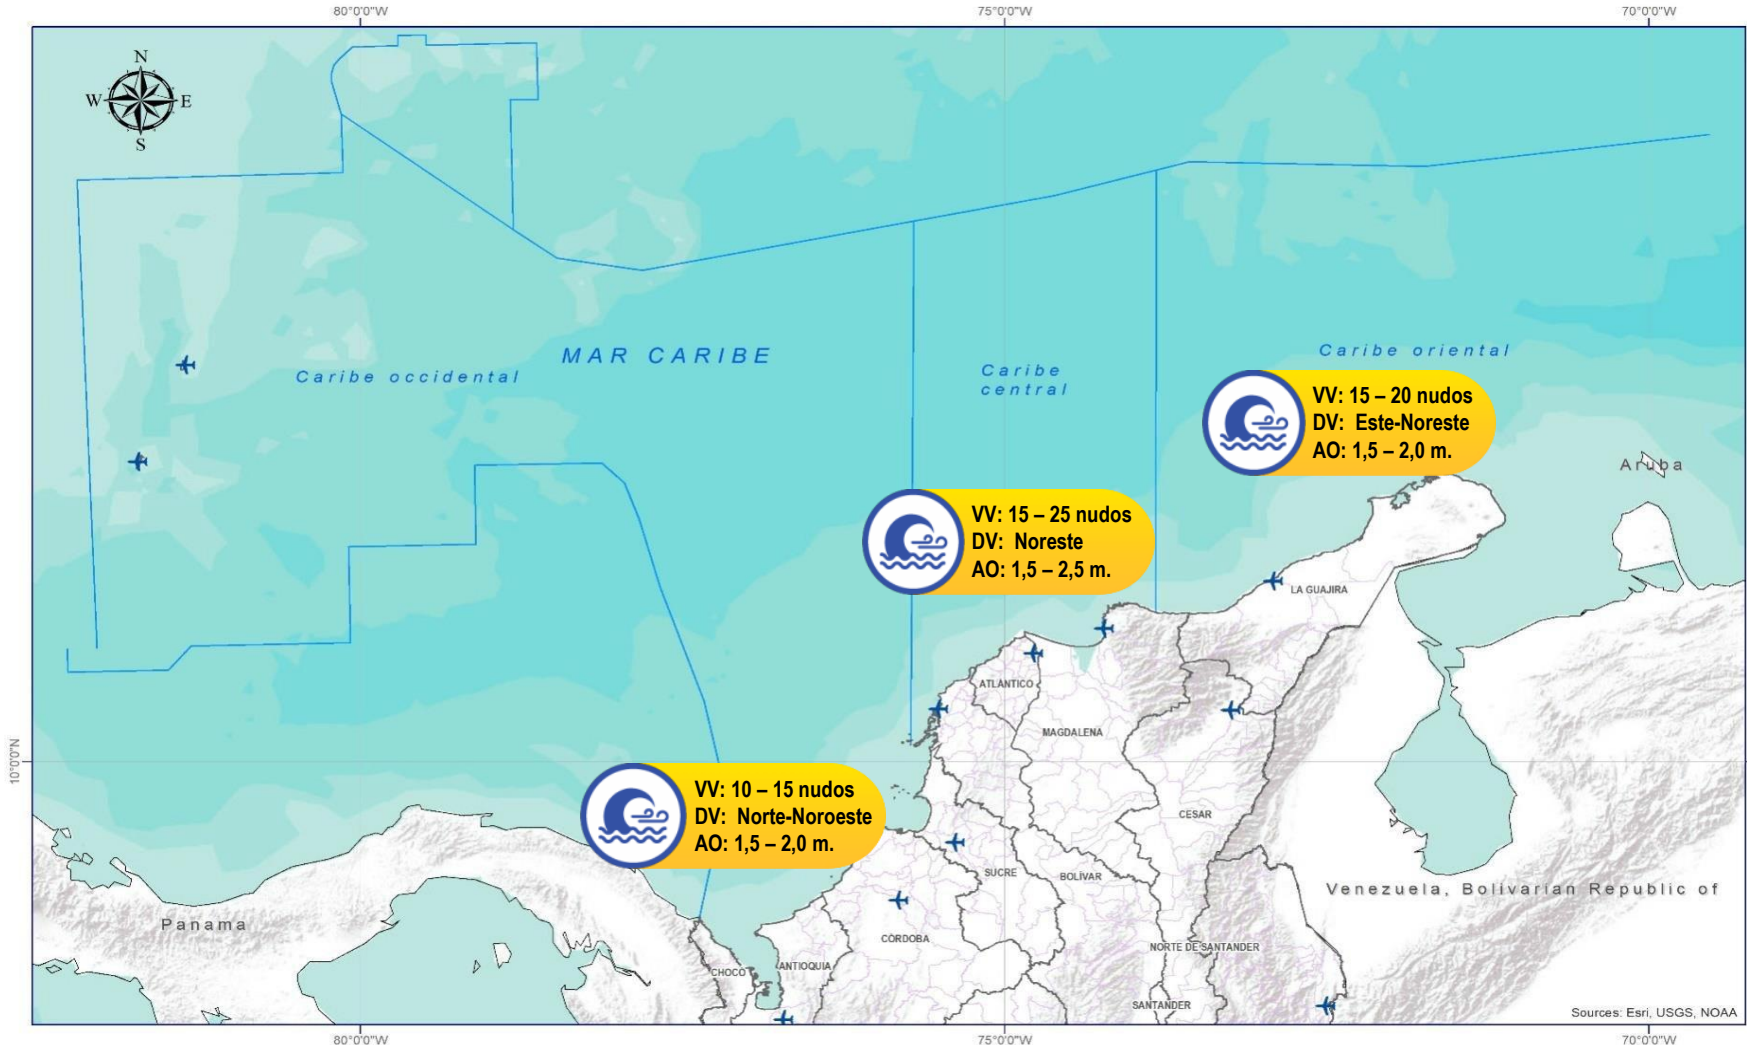 80°0'0"W
75°0'0"W
70°0'0"W
N
W
E
S
MAR CARIBE
Caribe occidental
Caribe
central
Caribe oriental
VV: 15 – 20 nudos
DV: Este-Noreste
AO: 1,5 – 2,0 m.
Aruba
VV: 15 – 25 nudos
DV: Noreste
AO: 1,5 – 2,5 m.
LA GUAJIRA
ATLÁNTICO
MAGDALENA
10°0'0"N
VV: 10 – 15 nudos
DV: Norte-Noroeste
AO: 1,5 – 2,0 m.
CESAR
SUCRE
BOLÍVAR
Venezuela, Bolivarian Republic of
Panama
CÓRDOBA
NORTE DE SANTANDER
CHOCÓ
ANTIOQUIA
SANTANDER
Sources: Esri, USGS, NOAA
80°0'0"W
75°0'0"W
70°0'0"W